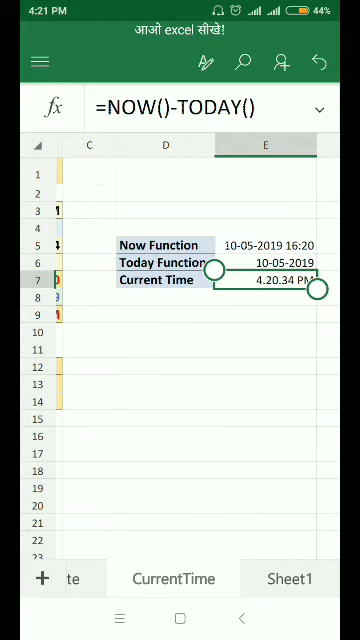 4:21 PM 44%
आओ excel सीखे!
fx =NOW()-TODAY()
C D E
1
2
3
4
5 Now Function 10-05-2019 16:20
6 Today Function 10-05-2019
7 Current Time 4.20.34 PM
8
9
10
11
12
13
14
15
16
17
18
19
20
21
22
23
+ te CurrentTime Sheet1